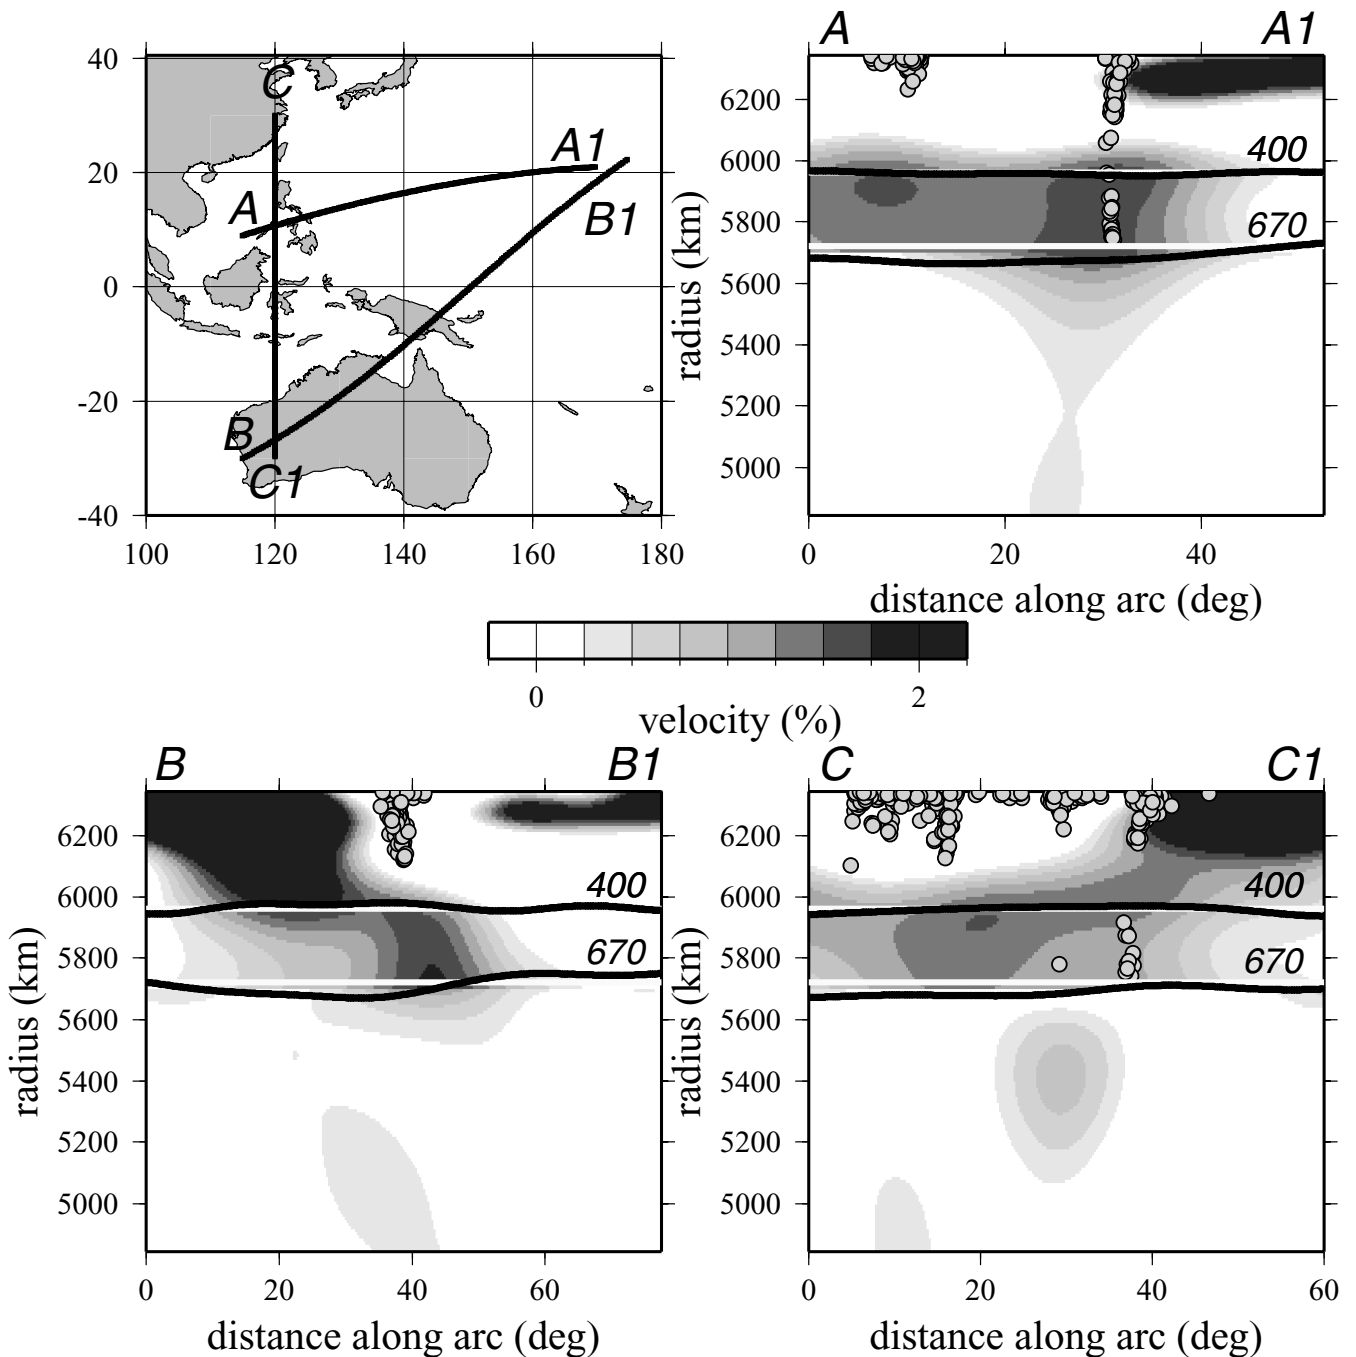 A A1
40
20
0
-20
-40
100 120 140 160 180
C
A
A1
B1
B
C1
radius (km)
6200
6000
5800
5600
5400
5200
5000
400
670
0 20 40
distance along arc (deg)
0 2
velocity (%)
B B1
radius (km)
6200
6000
5800
5600
5400
5200
5000
400
670
0 20 40 60
distance along arc (deg)
C C1
radius (km)
6200
6000
5800
5600
5400
5200
5000
400
670
0 20 40 60
distance along arc (deg)